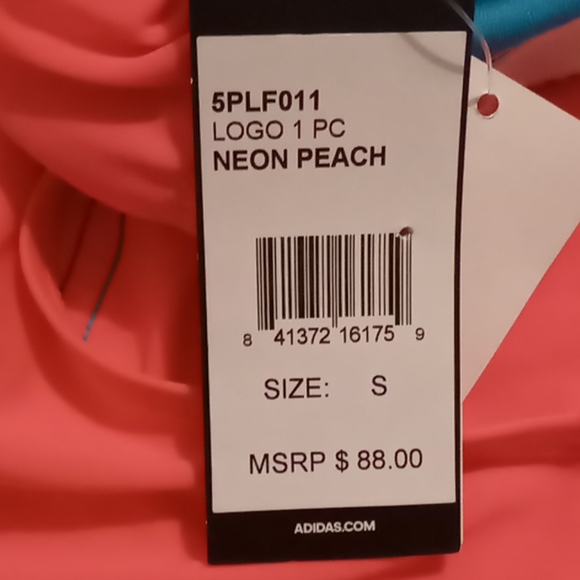 5PLF011
LOGO 1 PC
NEON PEACH
8 41372 16175 9
SIZE: S
MSRP $ 88.00
ADIDAS.COM